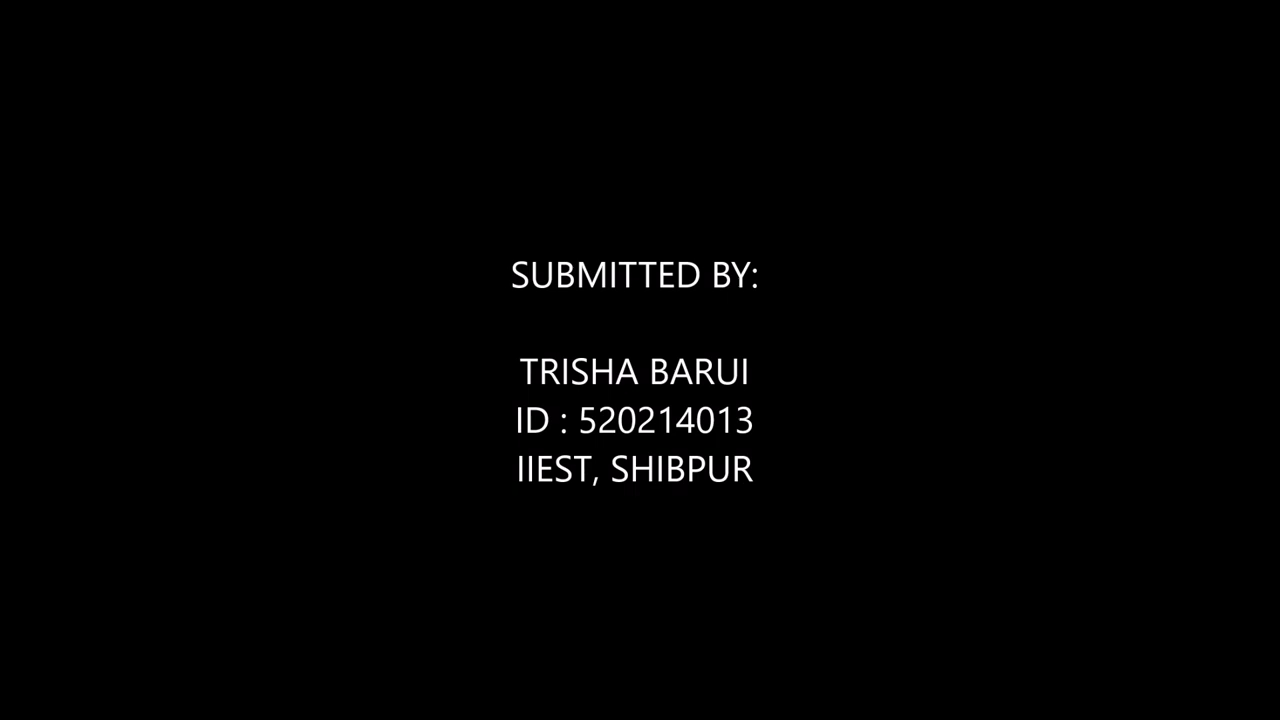 SUBMITTED BY:
TRISHA BARUI
ID : 520214013
IIEST, SHIBPUR